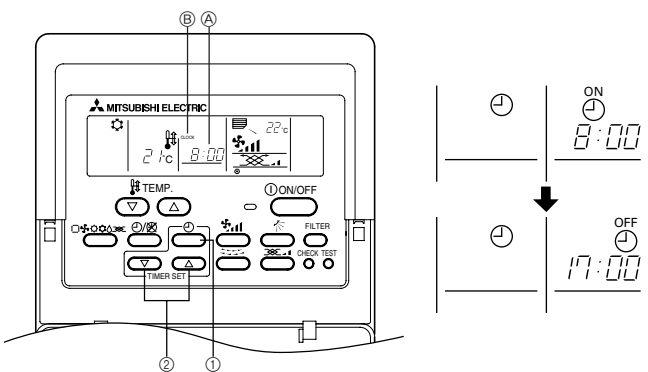 Ⓑ Ⓐ
MITSUBISHI ELECTRIC
CLOCK
22°C
21°C 8:00
TEMP. ON/OFF
FILTER
CHECK TEST
TIMER SET
② ①
ON
8:00
OFF
17:00